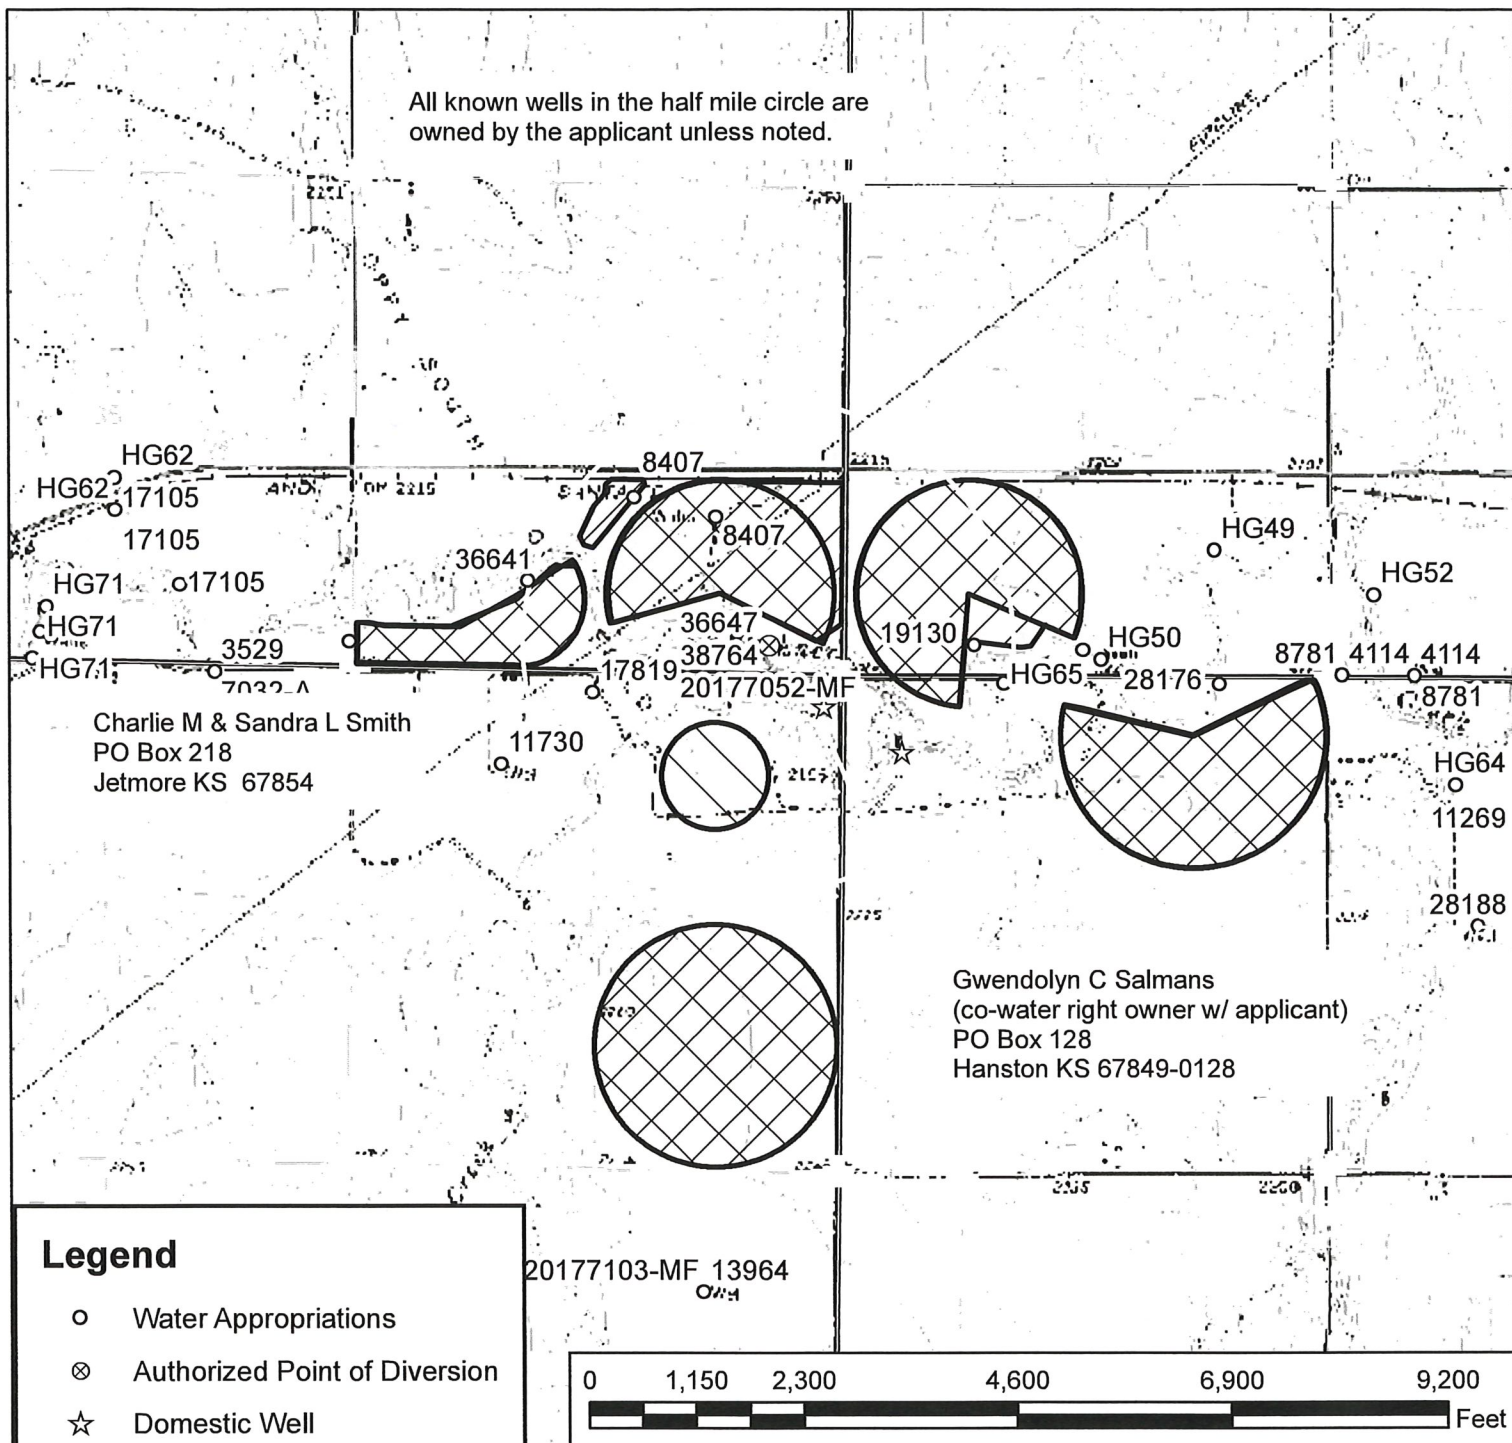 All known wells in the half mile circle are
owned by the applicant unless noted.
HG62
8407
HG62
17105
AND
OR 2215
17105
8407
HG49
36641
HG71
17105
HG52
HG71
36647
19130
HG50
HG71
3529
38764
8781 4114 4114
17819
HG65
28176
7032-A
20177052-MF
8781
Charlie M & Sandra L Smith
PO Box 218
Jetmore KS 67854
11730
HG64
11269
28188
Gwendolyn C Salmans
(co-water right owner w/ applicant)
PO Box 128
Hanston KS 67849-0128
20177103-MF 13964
Legend
Water Appropriations
Authorized Point of Diversion
Domestic Well
0 1,150 2,300 4,600 6,900 9,200
Feet